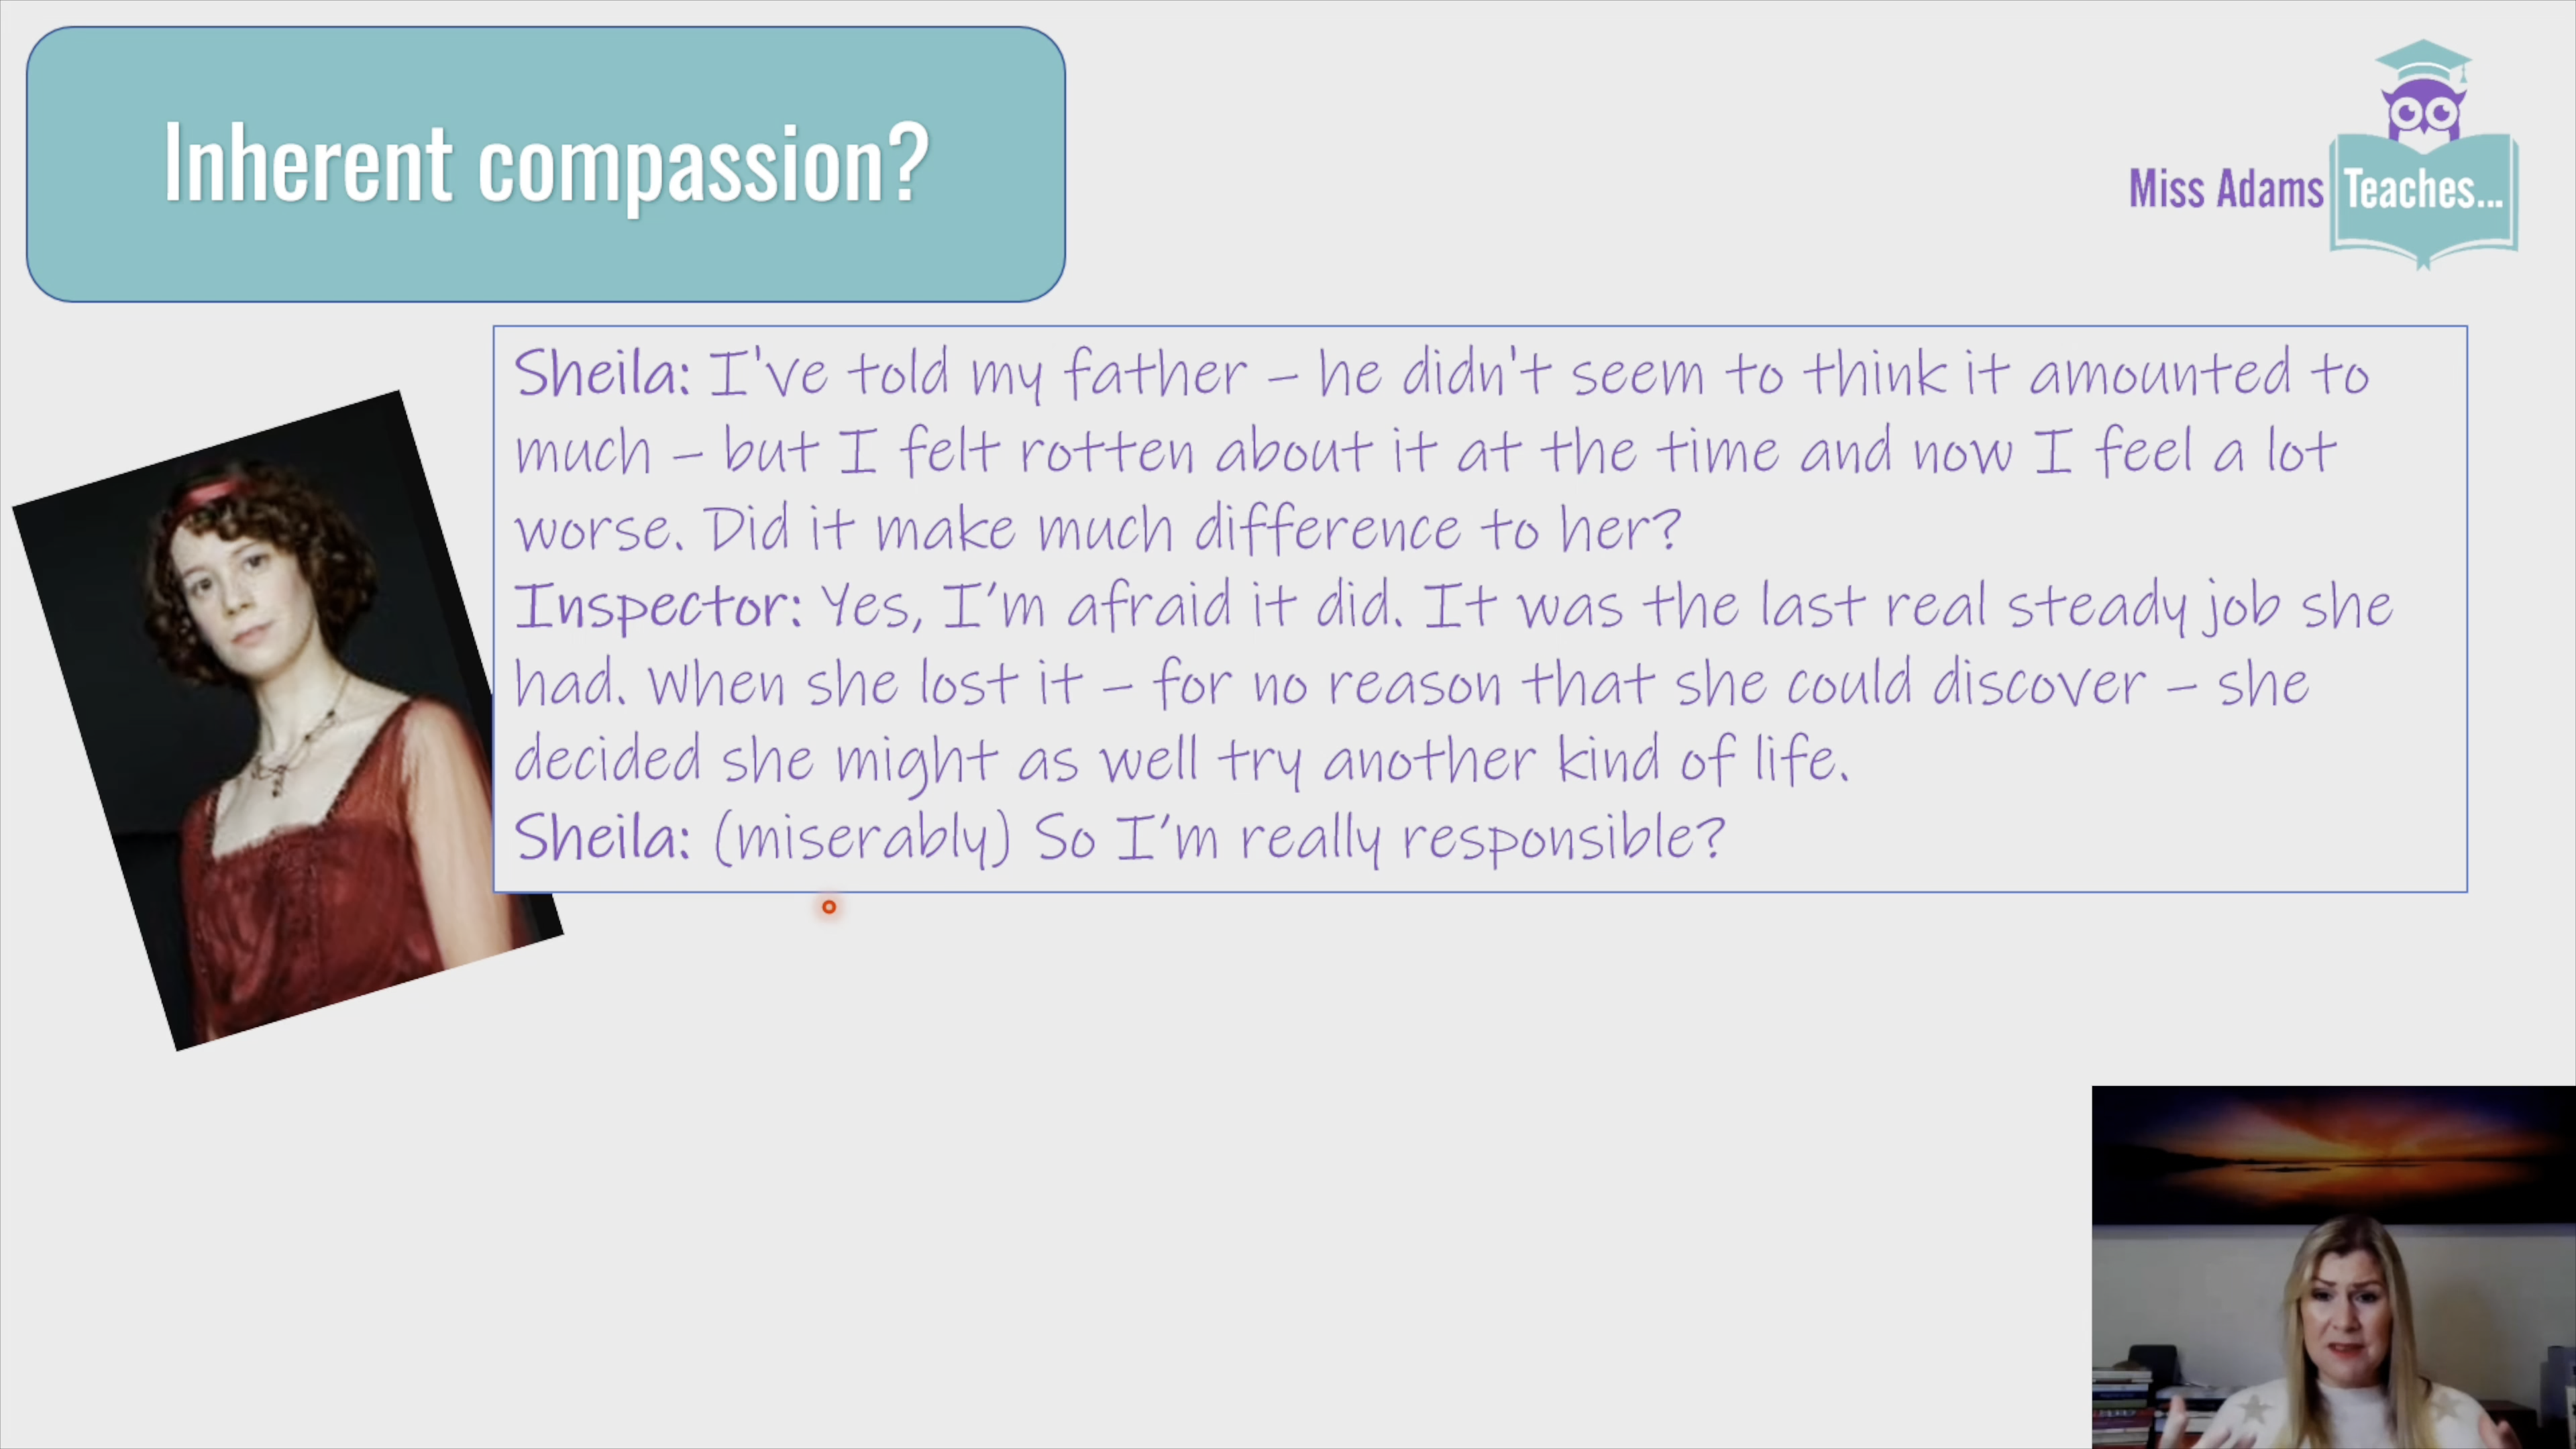 Inherent compassion?
Miss Adams Teaches...
Sheila: I've told my father – he didn't seem to think it amounted to
much – but I felt rotten about it at the time and now I feel a lot
worse. Did it make much difference to her?
Inspector: Yes, I'm afraid it did. It was the last real steady job she
had. When she lost it – for no reason that she could discover – she
decided she might as well try another kind of life.
Sheila: (miserably) So I'm really responsible?